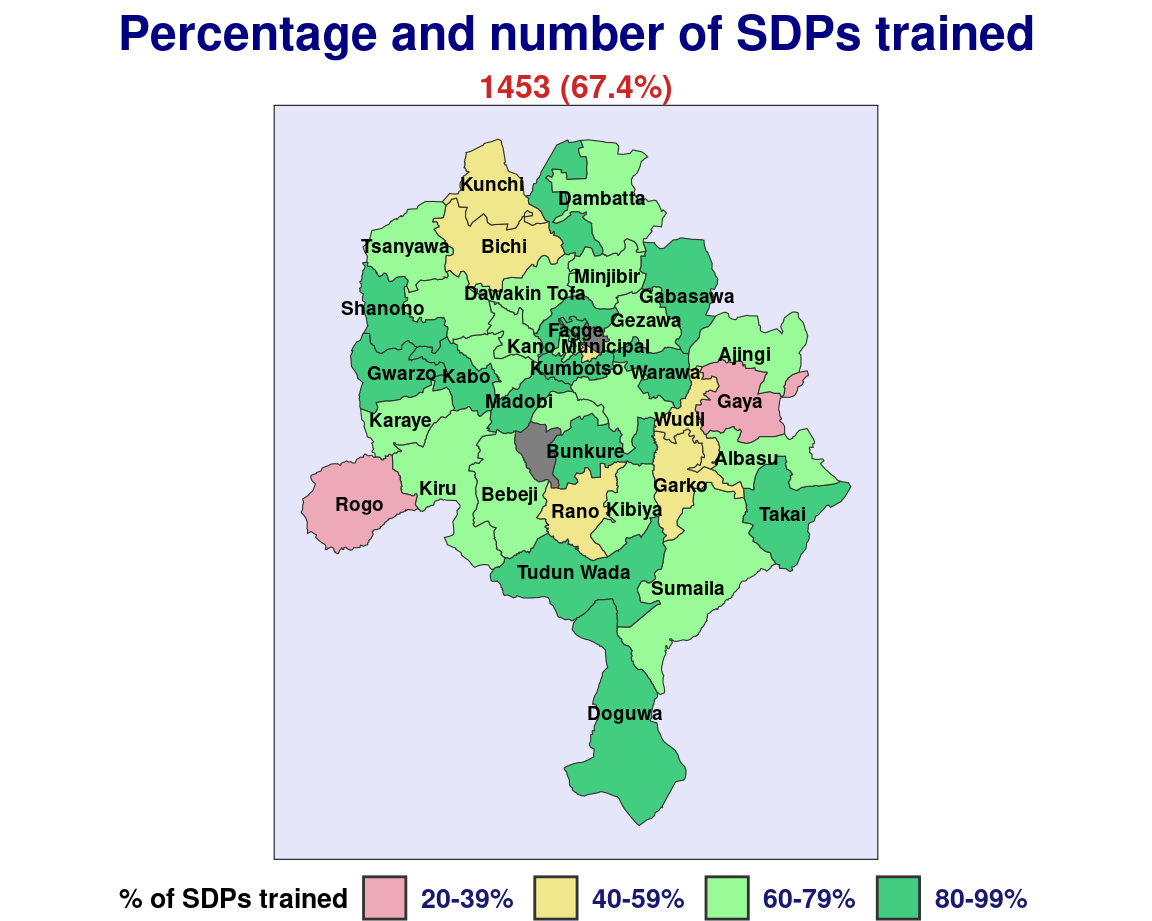 Percentage and number of SDPs trained
1453 (67.4%)
Kunchi
Dambatta
Tsanyawa
Bichi
Minjibir
Dawakin Tofa
Gabasawa
Shanono
Gezawa
Fagge
Kano Municipal
Ajingi
Kumbotso
Gwarzo
Kabo
Warawa
Madobi
Gaya
Karaye
Wudil
Bunkure
Albasu
Garko
Kiru
Bebeji
Rogo
Rano
Kibiya
Takai
Tudun Wada
Sumaila
Doguwa
% of SDPs trained 20-39% 40-59% 60-79% 80-99%